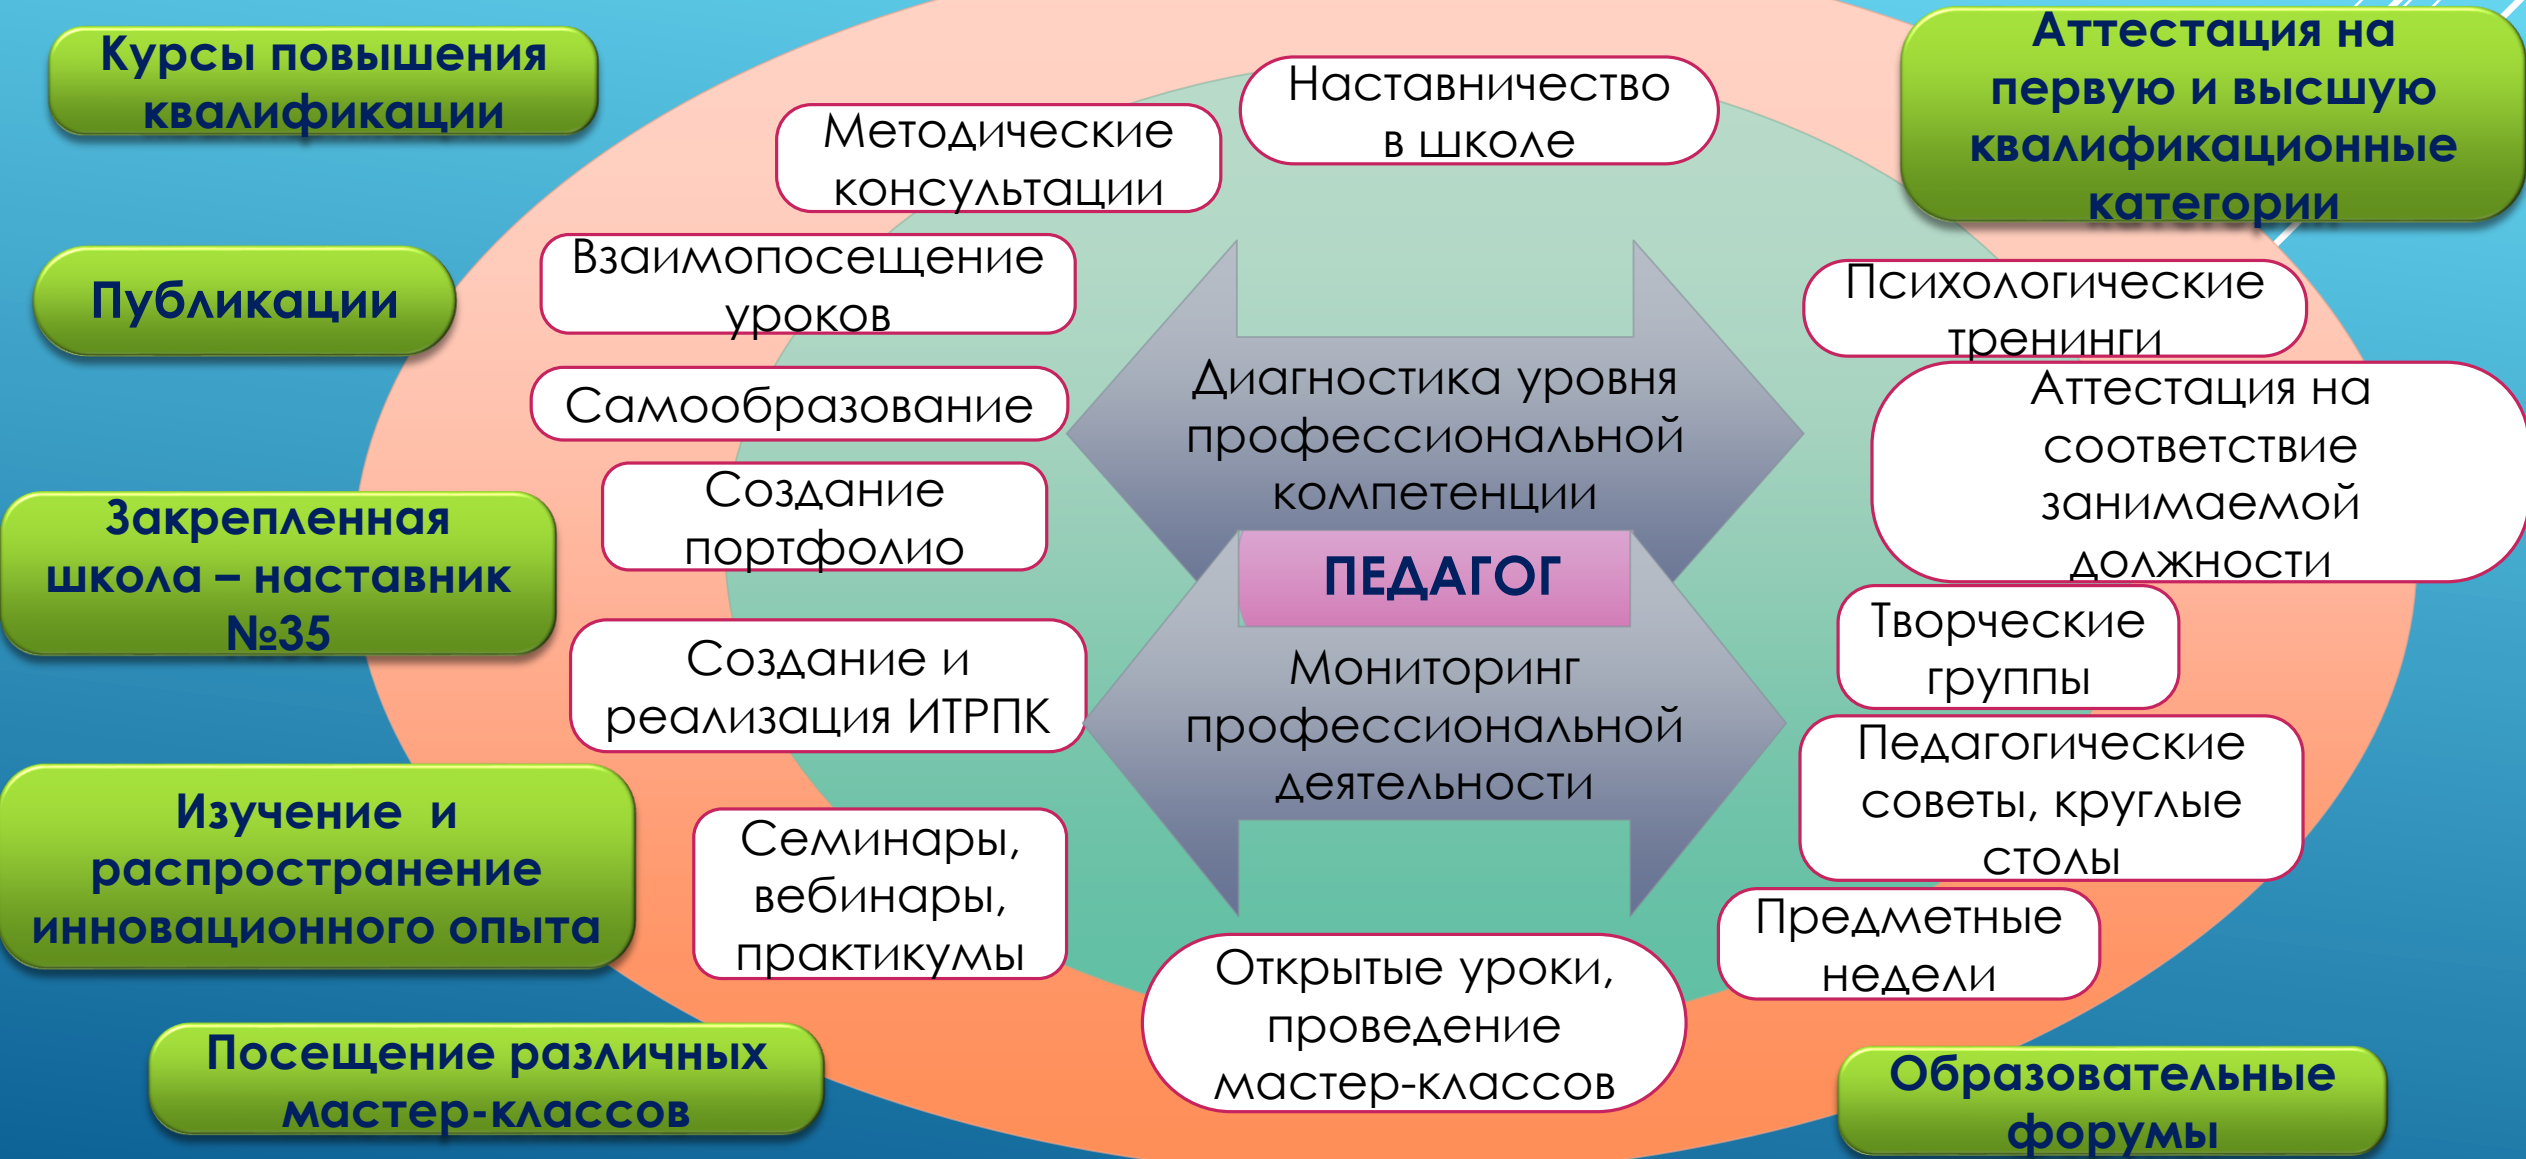 Курсы повышения
квалификации
Аттестация на
первую и высшую
квалификационные
категории
Наставничество
в школе
Методические
консультации
Взаимопосещение
уроков
Публикации
Психологические
тренинги
Самообразование
Диагностика уровня
профессиональной
компетенции
Аттестация на
соответствие
занимаемой
должности
Создание
портфолио
Закрепленная
школа – наставник
№35
ПЕДАГОГ
Творческие
группы
Создание и
реализация ИТРПК
Мониторинг
профессиональной
деятельности
Педагогические
советы, круглые
столы
Изучение и
распространение
инновационного опыта
Семинары,
вебинары,
практикумы
Предметные
недели
Открытые уроки,
проведение
мастер-классов
Посещение различных
мастер-классов
Образовательные
форумы